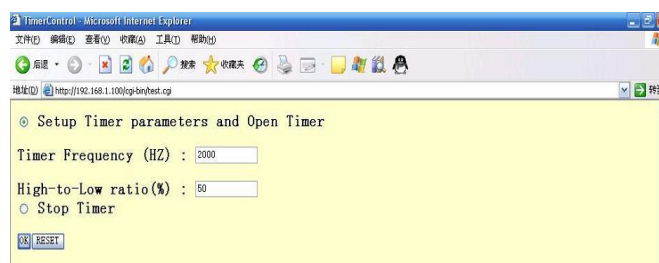 TimerControl - Microsoft Internet Explorer
文件(F) 编辑(E) 查看(V) 收藏(A) 工具(T) 帮助(H)
后退 搜索 收藏夹
地址(D) http://192.168.1.100/cgi-bin/test.cgi 转到
Setup Timer parameters and Open Timer
Timer Frequency (HZ) : 2000
High-to-Low ratio(%) : 50
Stop Timer
OK RESET